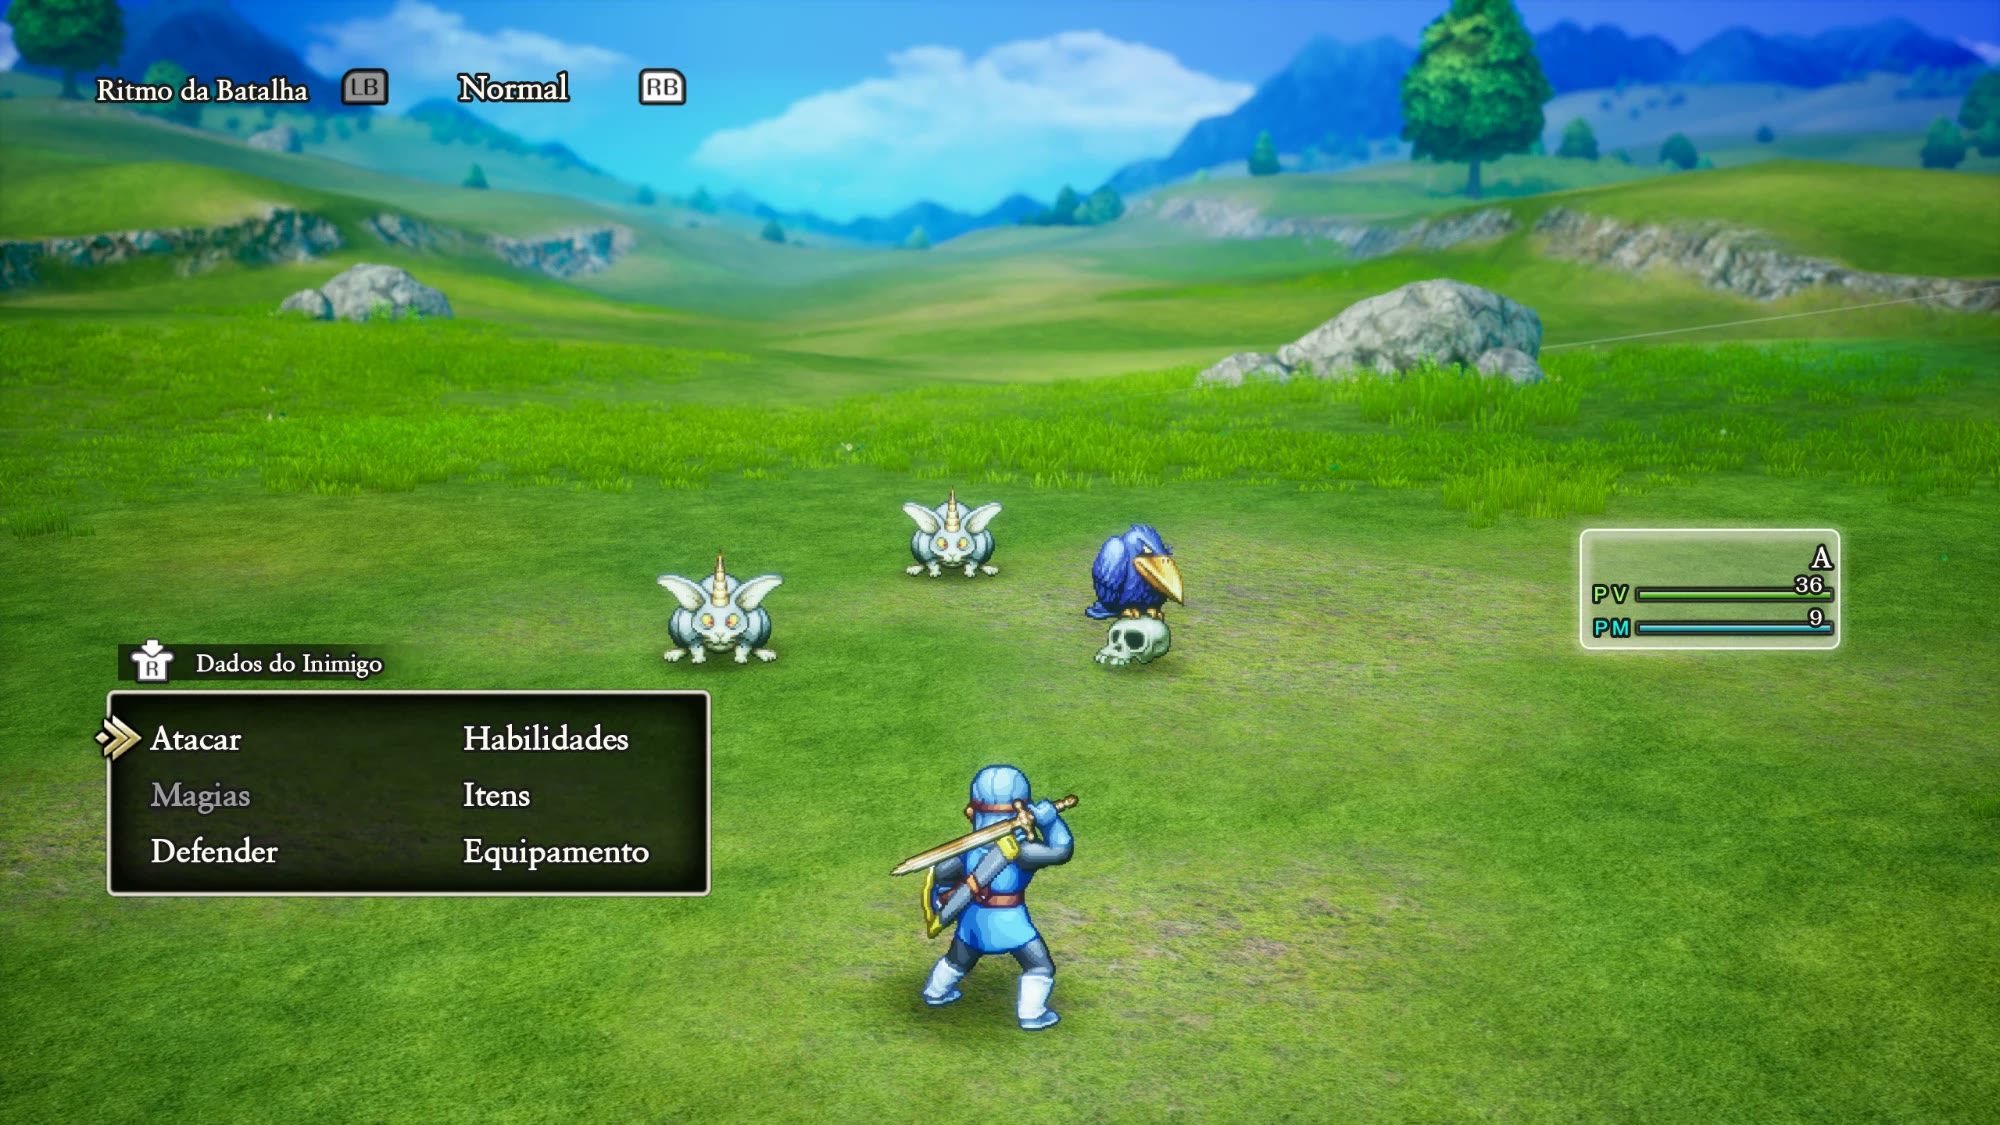 Ritmo da Batalha LB Normal RB
A
PV 36
PM 9
R Dados do Inimigo
Atacar Habilidades
Magias Itens
Defender Equipamento